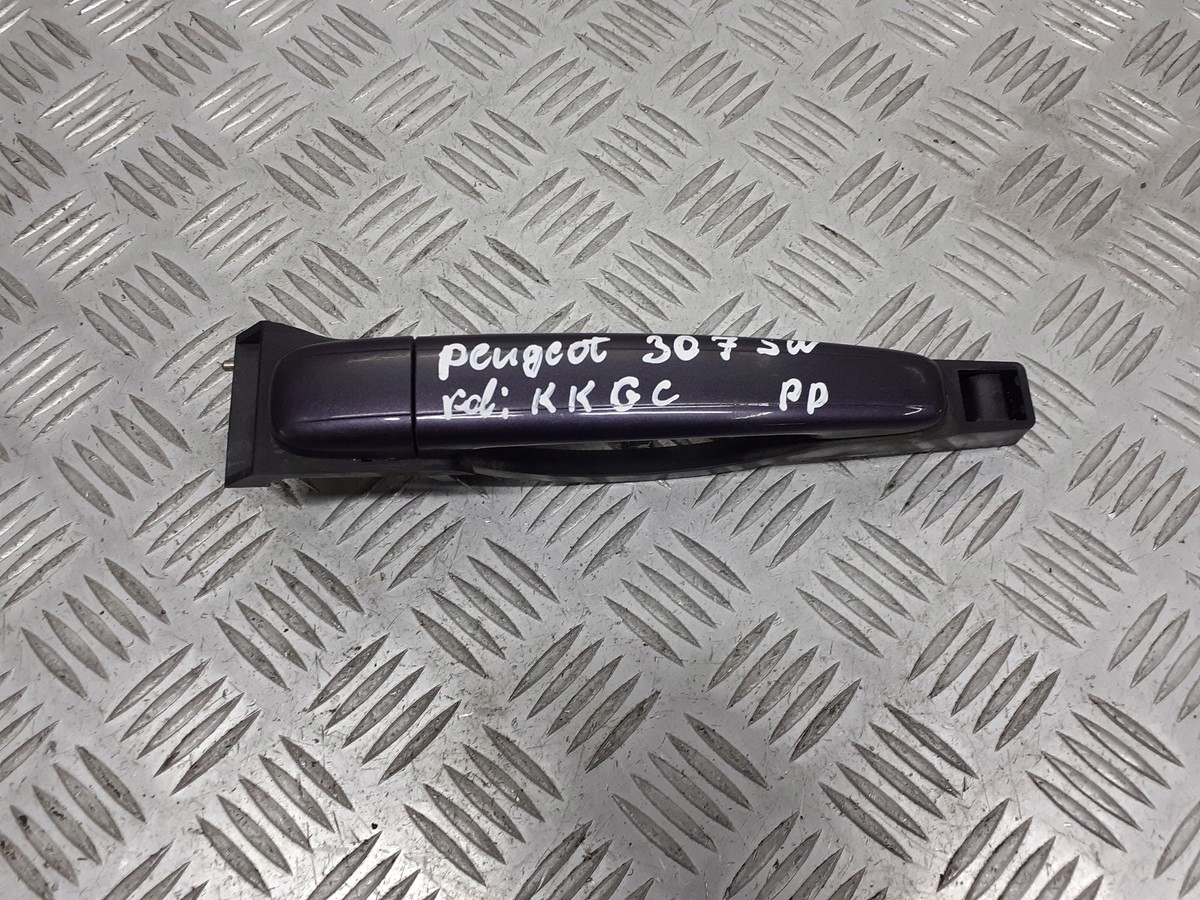 Peugeot 307 SW
kol; KKGC PP